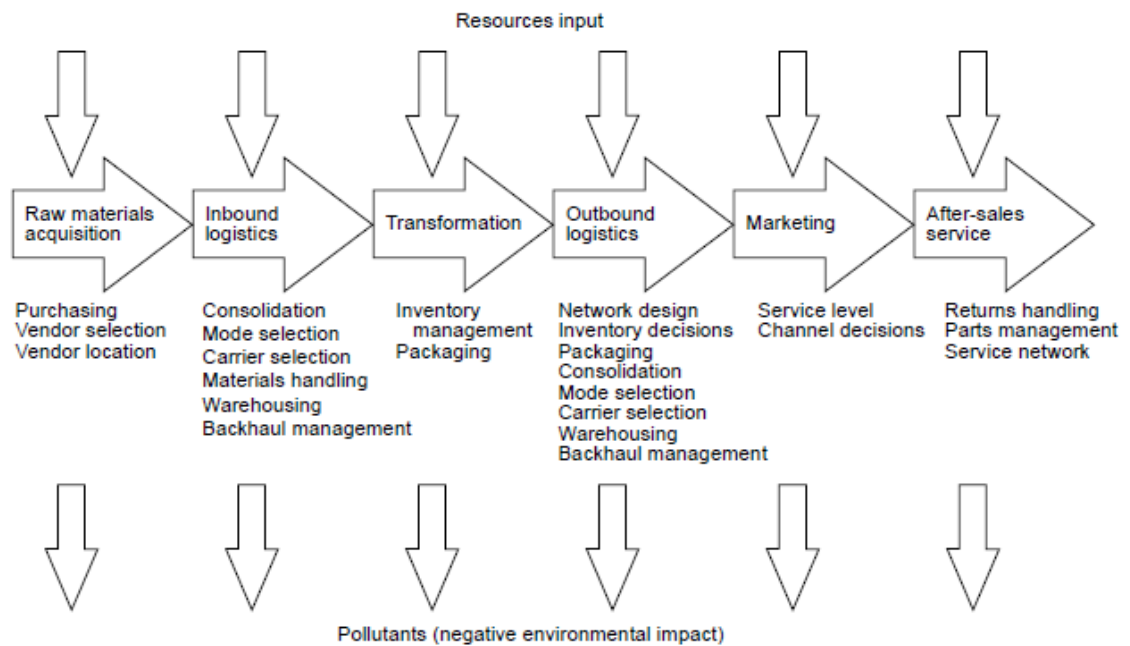 Resources input
Raw materials
acquisition
Inbound
logistics
Transformation
Outbound
logistics
Marketing
After-sales
service
Purchasing
Vendor selection
Vendor location
Consolidation
Mode selection
Carrier selection
Materials handling
Warehousing
Backhaul management
Inventory
management
Packaging
Network design
Inventory decisions
Packaging
Consolidation
Mode selection
Carrier selection
Warehousing
Backhaul management
Service level
Channel decisions
Returns handling
Parts management
Service network
Pollutants (negative environmental impact)